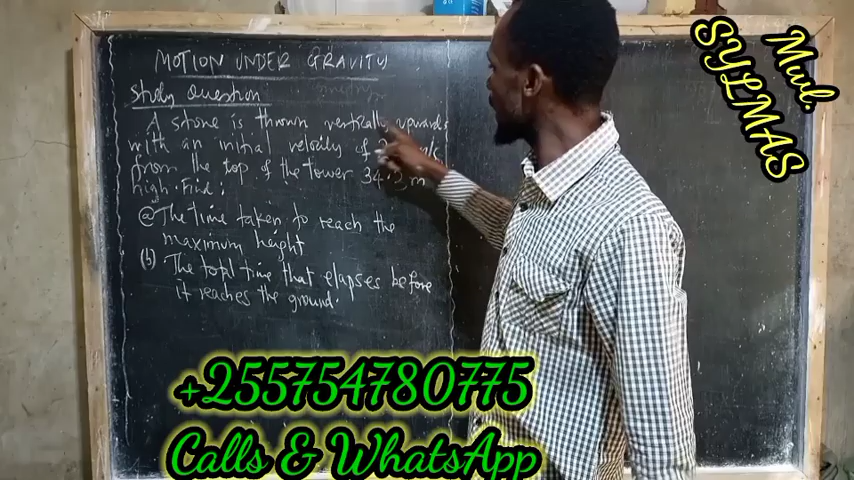 MOTION UNDER GRAVITY
Study Question
A stone is thrown vertically upwards
with an initial velocity of
from the top of the tower 34.3m
high. Find;
(a) The time taken to reach the
maximum height
(b) The total time that elapses before
it reaches the ground.
Mwl.
SYLMAS
+255754780775
Calls & WhatsApp